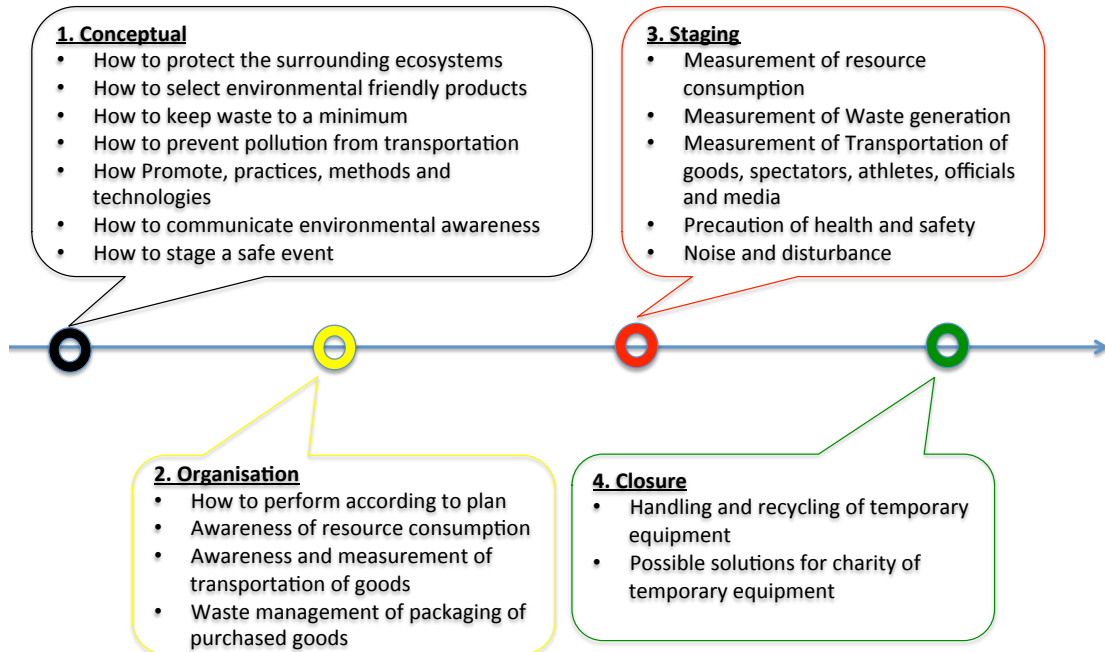 1. Conceptual
• How to protect the surrounding ecosystems
• How to select environmental friendly products
• How to keep waste to a minimum
• How to prevent pollution from transportation
• How Promote, practices, methods and
technologies
• How to communicate environmental awareness
• How to stage a safe event
3. Staging
• Measurement of resource
consumption
• Measurement of Waste generation
• Measurement of Transportation of
goods, spectators, athletes, officials
and media
• Precaution of health and safety
• Noise and disturbance
2. Organisation
• How to perform according to plan
• Awareness of resource consumption
• Awareness and measurement of
transportation of goods
• Waste management of packaging of
purchased goods
4. Closure
• Handling and recycling of temporary
equipment
• Possible solutions for charity of
temporary equipment